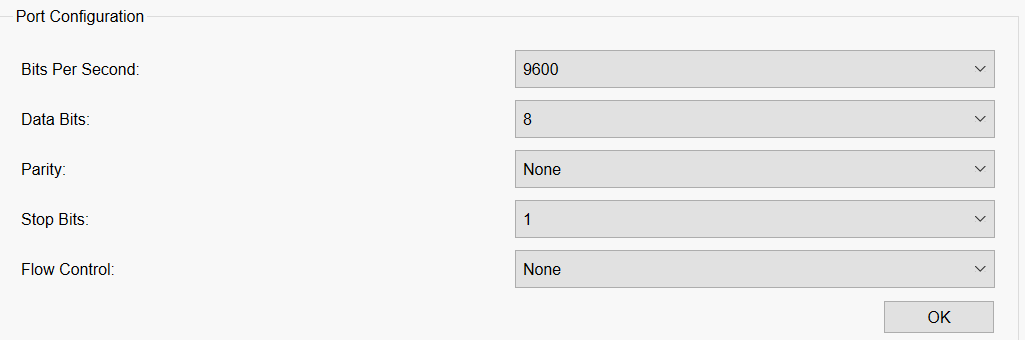 Port Configuration
Bits Per Second: 9600
Data Bits: 8
Parity: None
Stop Bits: 1
Flow Control: None
OK